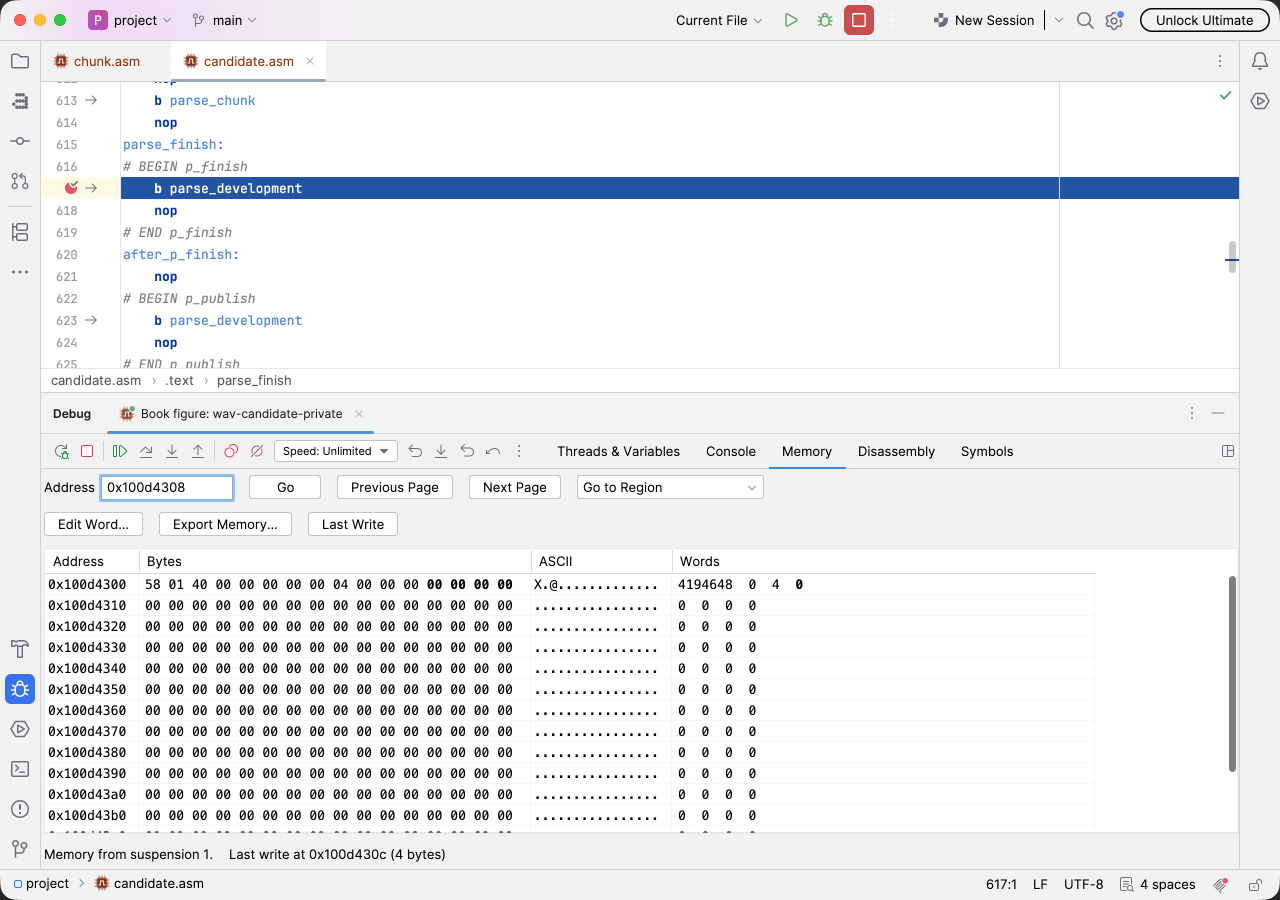 P project main Current File New Session Unlock Ultimate
chunk.asm candidate.asm
613 b parse_chunk
614 nop
615 parse_finish:
616 # BEGIN p_finish
b parse_development
618 nop
619 # END p_finish
620 after_p_finish:
621 nop
622 # BEGIN p_publish
623 b parse_development
624 nop
625 # END p_publish
candidate.asm › .text › parse_finish
Debug Book figure: wav-candidate-private
Speed: Unlimited Threads & Variables Console Memory Disassembly Symbols
Address 0x100d4308 Go Previous Page Next Page Go to Region
Edit Word... Export Memory... Last Write
Address Bytes ASCII Words
0x100d4300 58 01 40 00 00 00 00 00 04 00 00 00 00 00 00 00 X.@............. 4194648 0 4 0
0x100d4310 00 00 00 00 00 00 00 00 00 00 00 00 00 00 00 00 ................ 0 0 0 0
0x100d4320 00 00 00 00 00 00 00 00 00 00 00 00 00 00 00 00 ................ 0 0 0 0
0x100d4330 00 00 00 00 00 00 00 00 00 00 00 00 00 00 00 00 ................ 0 0 0 0
0x100d4340 00 00 00 00 00 00 00 00 00 00 00 00 00 00 00 00 ................ 0 0 0 0
0x100d4350 00 00 00 00 00 00 00 00 00 00 00 00 00 00 00 00 ................ 0 0 0 0
0x100d4360 00 00 00 00 00 00 00 00 00 00 00 00 00 00 00 00 ................ 0 0 0 0
0x100d4370 00 00 00 00 00 00 00 00 00 00 00 00 00 00 00 00 ................ 0 0 0 0
0x100d4380 00 00 00 00 00 00 00 00 00 00 00 00 00 00 00 00 ................ 0 0 0 0
0x100d4390 00 00 00 00 00 00 00 00 00 00 00 00 00 00 00 00 ................ 0 0 0 0
0x100d43a0 00 00 00 00 00 00 00 00 00 00 00 00 00 00 00 00 ................ 0 0 0 0
0x100d43b0 00 00 00 00 00 00 00 00 00 00 00 00 00 00 00 00 ................ 0 0 0 0
Memory from suspension 1. Last write at 0x100d430c (4 bytes)
project › candidate.asm 617:1 LF UTF-8 4 spaces